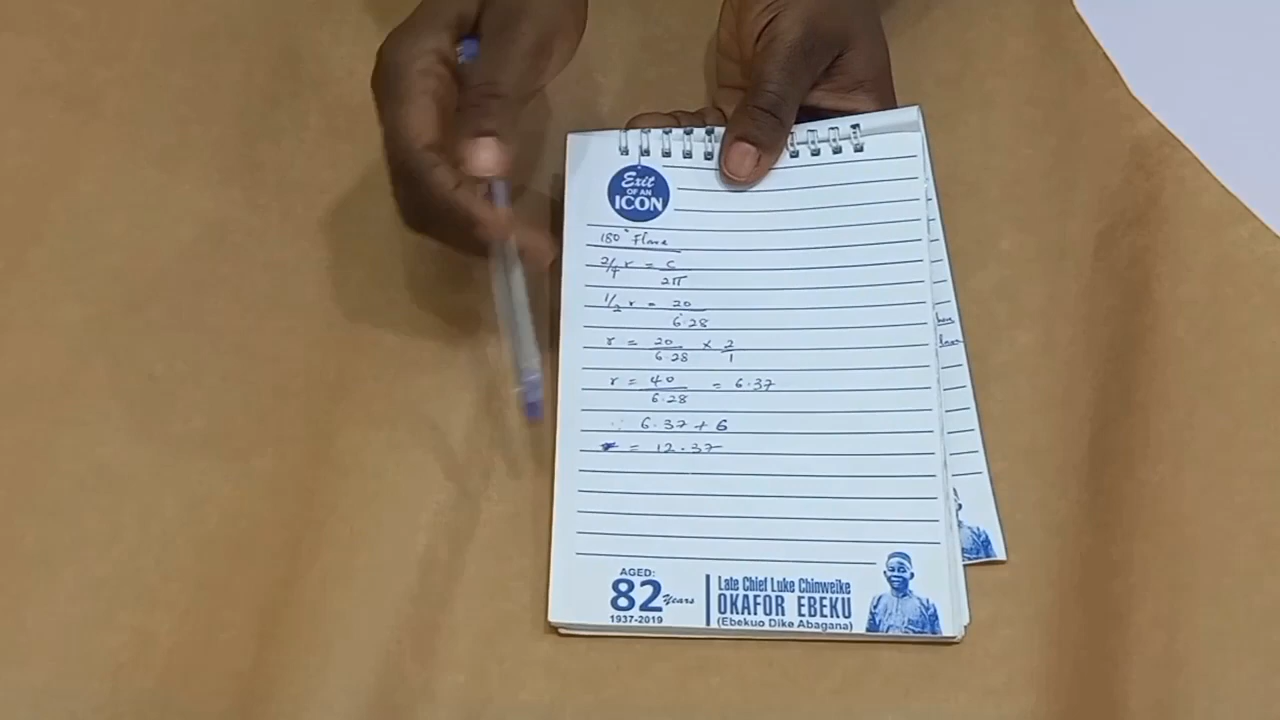 Exit
OF AN
ICON
180° Flare
2/4 r = C
2π
1/2 r = 20
6.28
r = 20 × 2
6.28 1
r = 40 = 6.37
6.28
∴ 6.37 + 6
= 12.37
AGED:
82 Years
1937-2019
Late Chief Luke Chinweike
OKAFOR EBEKU
(Ebekuo Dike Abagana)